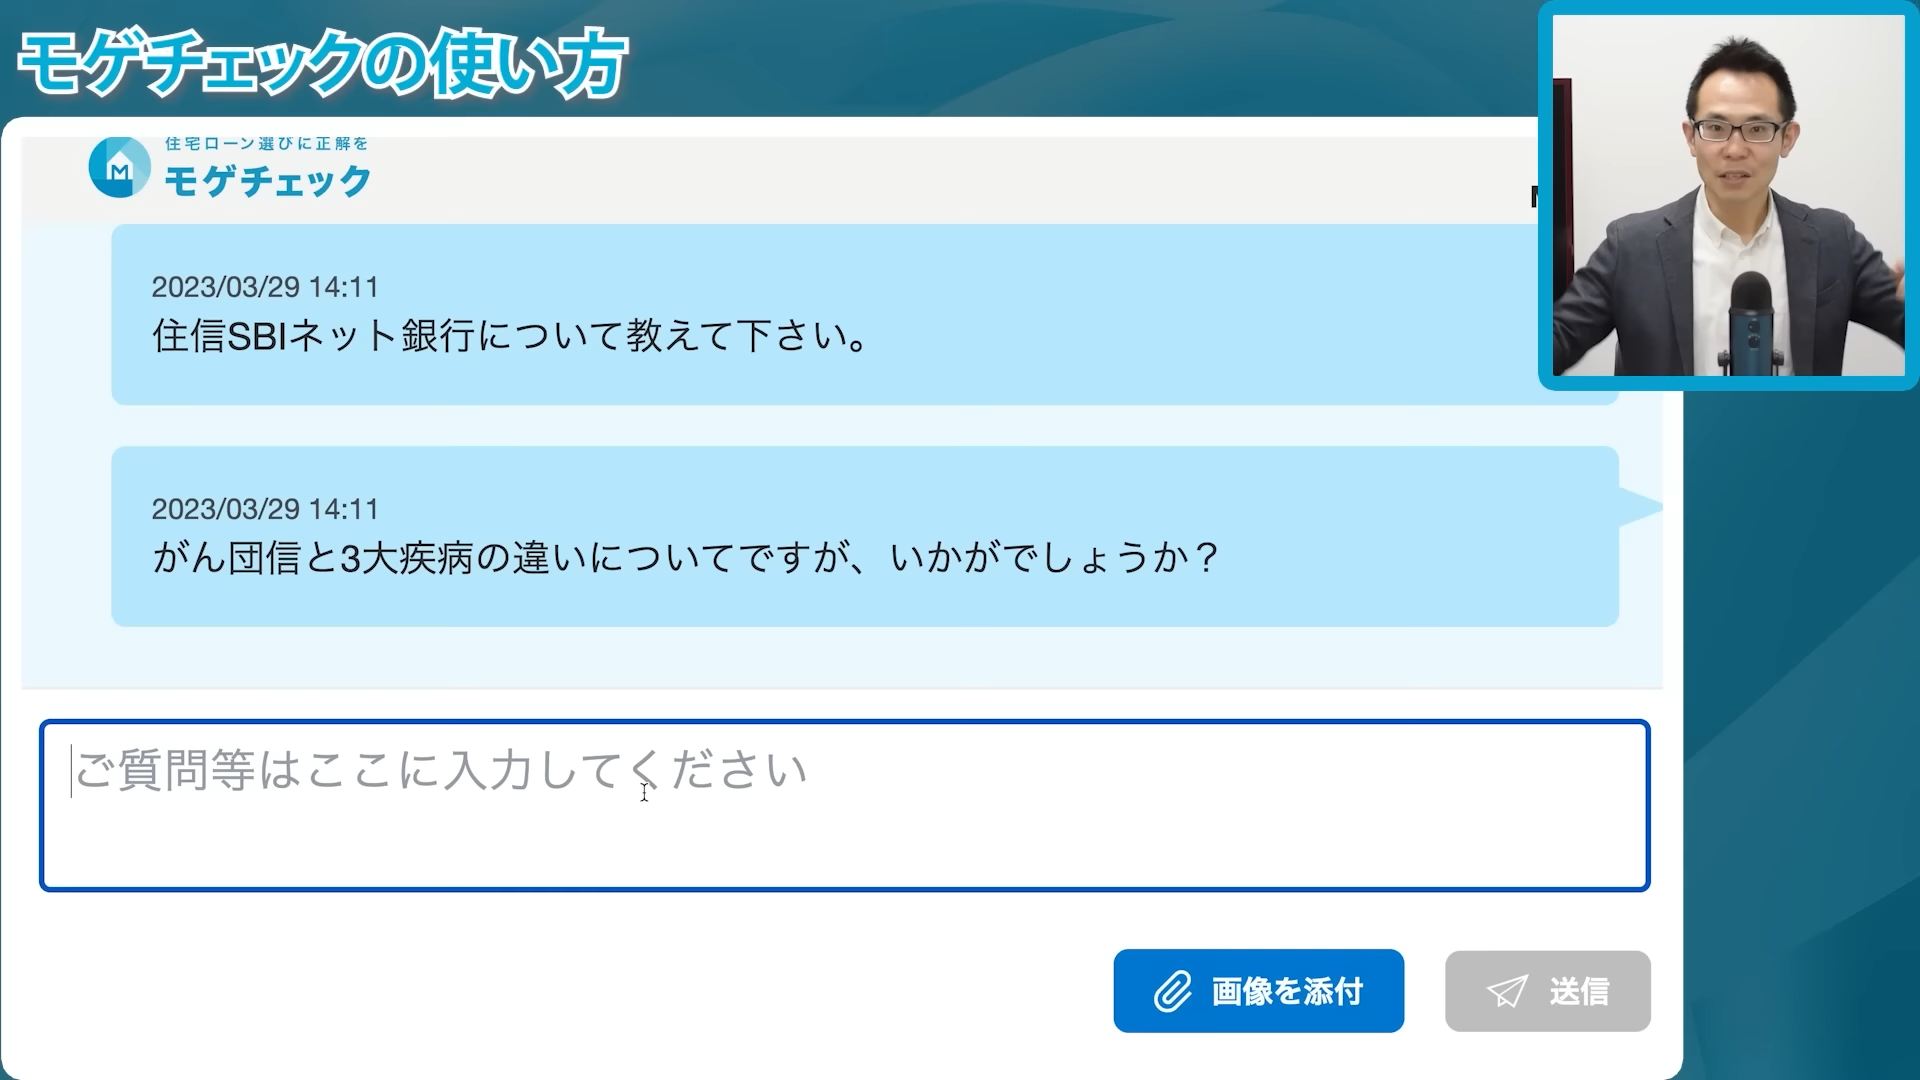 モゲチェックの使い方
住宅ローン選びに正解を
モゲチェック
2023/03/29 14:11
住信SBIネット銀行について教えて下さい。
2023/03/29 14:11
がん団信と3大疾病の違いについてですが、いかがでしょうか？
ご質問等はここに入力してください
画像を添付
送信